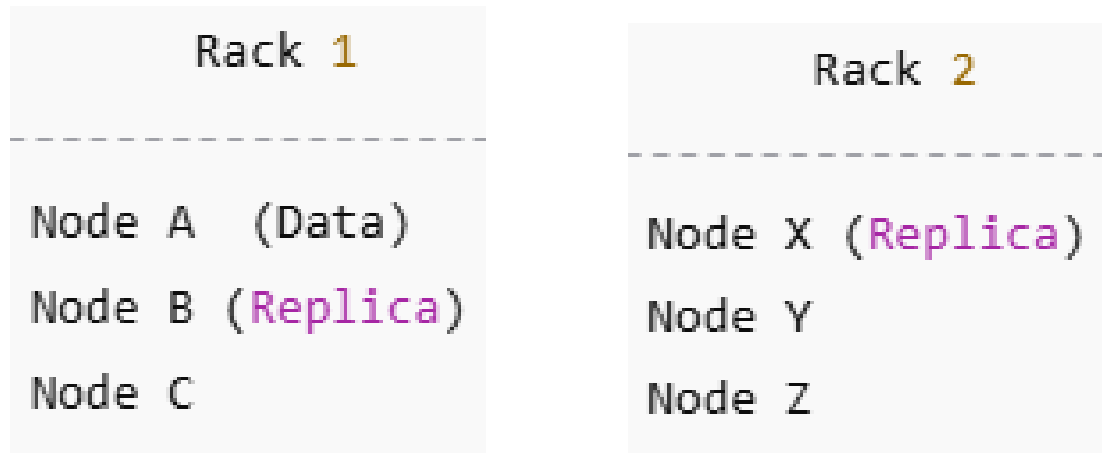 Rack 1
Node A (Data)
Node B (Replica)
Node C
Rack 2
Node X (Replica)
Node Y
Node Z